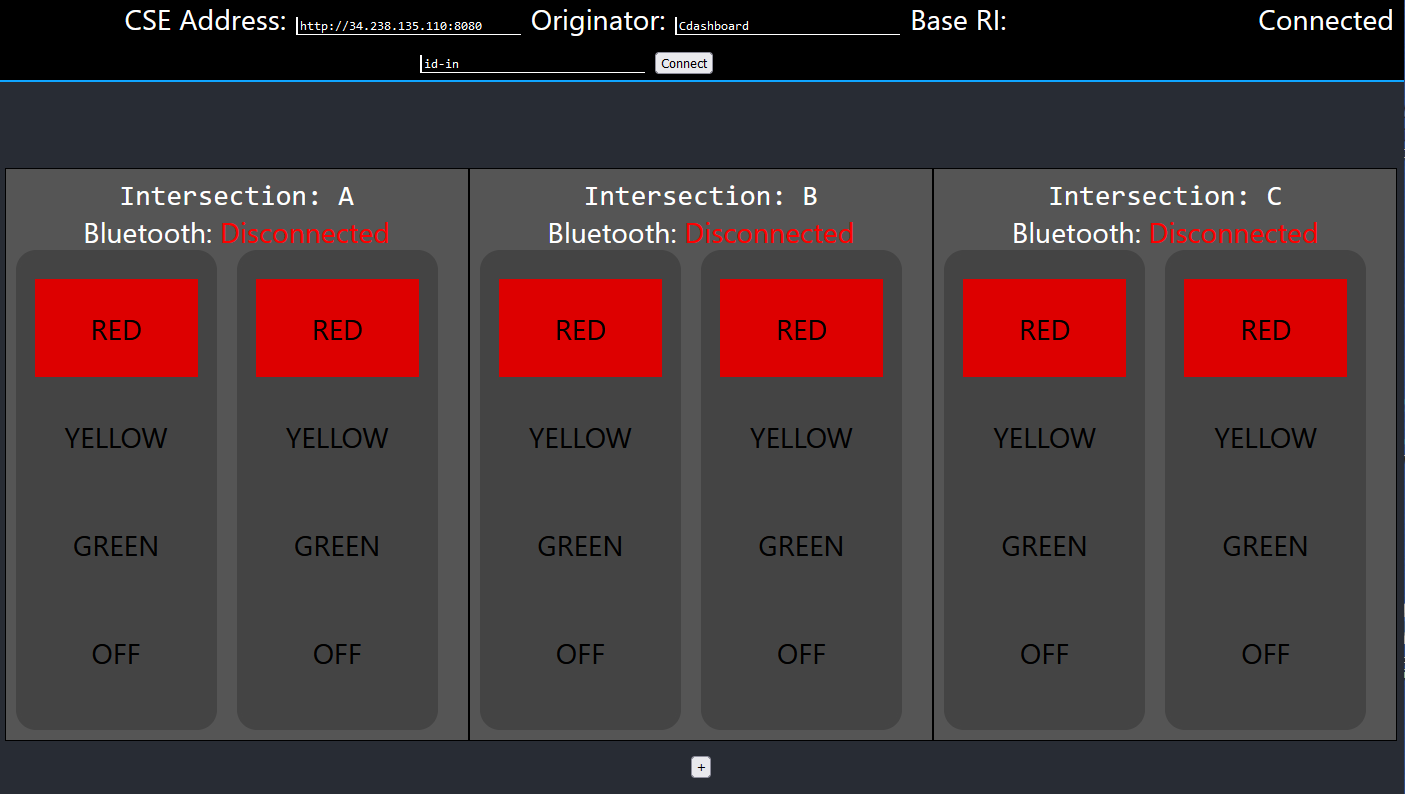 CSE Address: http://34.238.135.110:8080 Originator: Cdashboard Base RI: Connected
id-in Connect
Intersection: A Intersection: B Intersection: C
Bluetooth: Disconnected Bluetooth: Disconnected Bluetooth: Disconnected
RED RED RED RED RED RED
YELLOW YELLOW YELLOW YELLOW YELLOW YELLOW
GREEN GREEN GREEN GREEN GREEN GREEN
OFF OFF OFF OFF OFF OFF
+